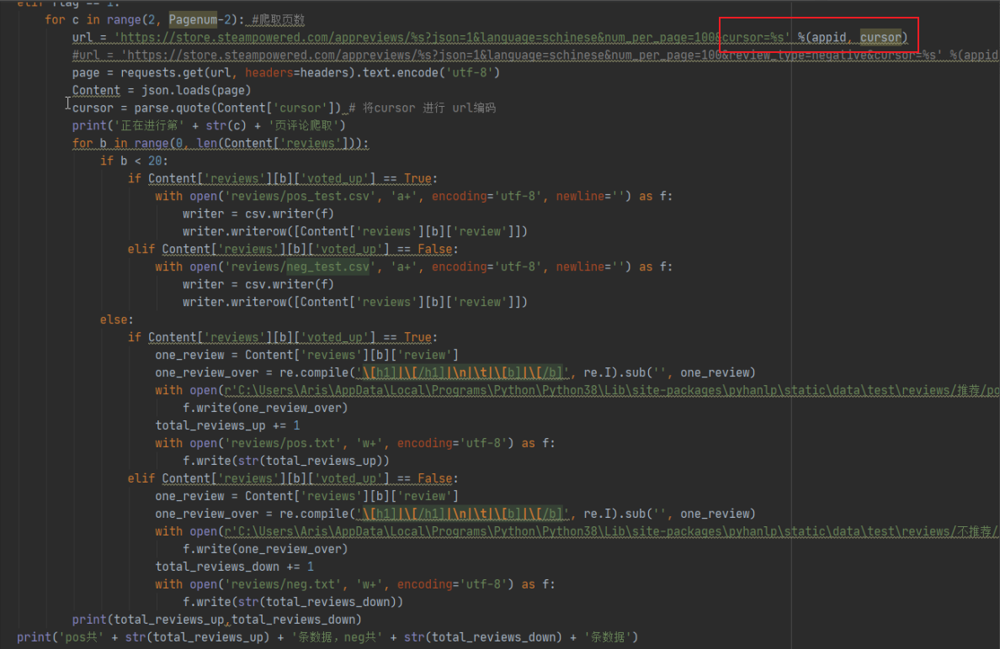 elif flag == 1:
for c in range(2, Pagenum-2): #爬取页数
url = 'https://store.steampowered.com/appreviews/%s?json=1&language=schinese&num_per_page=100&cursor=%s' %(appid, cursor)
#url = 'https://store.steampowered.com/appreviews/%s?json=1&language=schinese&num_per_page=100&review_type=negative&cursor=%s' %(appid
page = requests.get(url, headers=headers).text.encode('utf-8')
Content = json.loads(page)
cursor = parse.quote(Content['cursor']) # 将cursor 进行 url编码
print('正在进行第' + str(c) + '页评论爬取')
for b in range(0, len(Content['reviews'])):
if b < 20:
if Content['reviews'][b]['voted_up'] == True:
with open('reviews/pos_test.csv', 'a+', encoding='utf-8', newline='') as f:
writer = csv.writer(f)
writer.writerow([Content['reviews'][b]['review']])
elif Content['reviews'][b]['voted_up'] == False:
with open('reviews/neg_test.csv', 'a+', encoding='utf-8', newline='') as f:
writer = csv.writer(f)
writer.writerow([Content['reviews'][b]['review']])
else:
if Content['reviews'][b]['voted_up'] == True:
one_review = Content['reviews'][b]['review']
one_review_over = re.compile('\[h1]|\[/h1]|\n|\t|\[b]|\[/b]', re.I).sub('', one_review)
with open(r'C:\Users\Aris\AppData\Local\Programs\Python\Python38\Lib\site-packages\pyhanlp\static\data\test\reviews/推荐/po
f.write(one_review_over)
total_reviews_up += 1
with open('reviews/pos.txt', 'w+', encoding='utf-8') as f:
f.write(str(total_reviews_up))
elif Content['reviews'][b]['voted_up'] == False:
one_review = Content['reviews'][b]['review']
one_review_over = re.compile('\[h1]|\[/h1]|\n|\t|\[b]|\[/b]', re.I).sub('', one_review)
with open(r'C:\Users\Aris\AppData\Local\Programs\Python\Python38\Lib\site-packages\pyhanlp\static\data\test\reviews/不推荐/
f.write(one_review_over)
total_reviews_down += 1
with open('reviews/neg.txt', 'w+', encoding='utf-8') as f:
f.write(str(total_reviews_down))
print(total_reviews_up,total_reviews_down)
print('pos共' + str(total_reviews_up) + '条数据，neg共' + str(total_reviews_down) + '条数据')